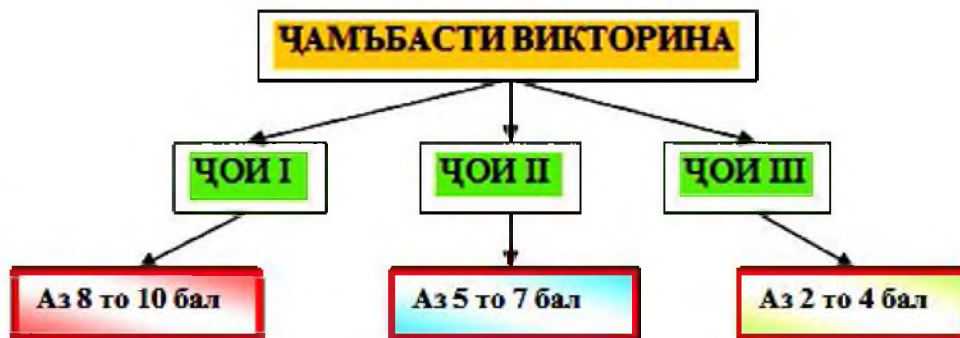 ҶАМЪБАСТИ ВИКТОРИНА
ҶОИ I
ҶОИ II
ҶОИ III
Аз 8 то 10 бал
Аз 5 то 7 бал
Аз 2 то 4 бал